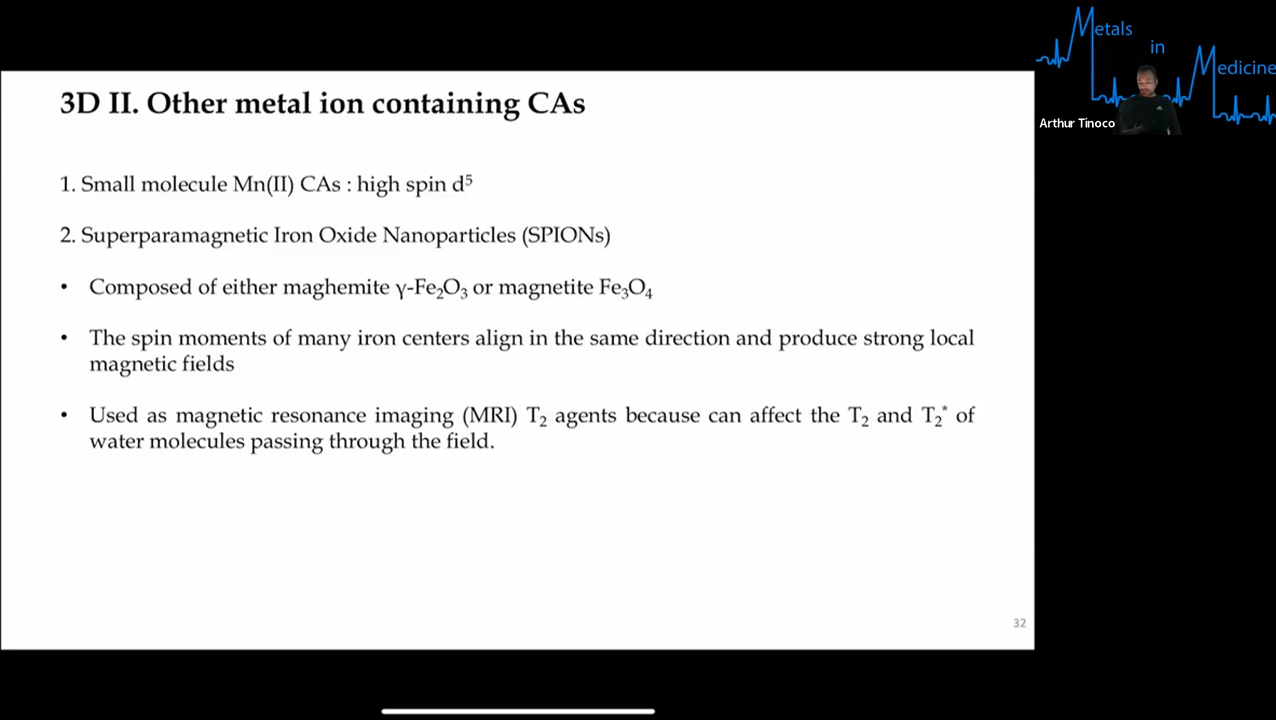 3D II. Other metal ion containing CAs
1. Small molecule Mn(II) CAs : high spin d⁵
2. Superparamagnetic Iron Oxide Nanoparticles (SPIONs)
• Composed of either maghemite γ-Fe₂O₃ or magnetite Fe₃O₄
• The spin moments of many iron centers align in the same direction and produce strong local
magnetic fields
• Used as magnetic resonance imaging (MRI) T₂ agents because can affect the T₂ and T₂* of
water molecules passing through the field.
32
Metals
in
Medicine
Arthur Tinoco